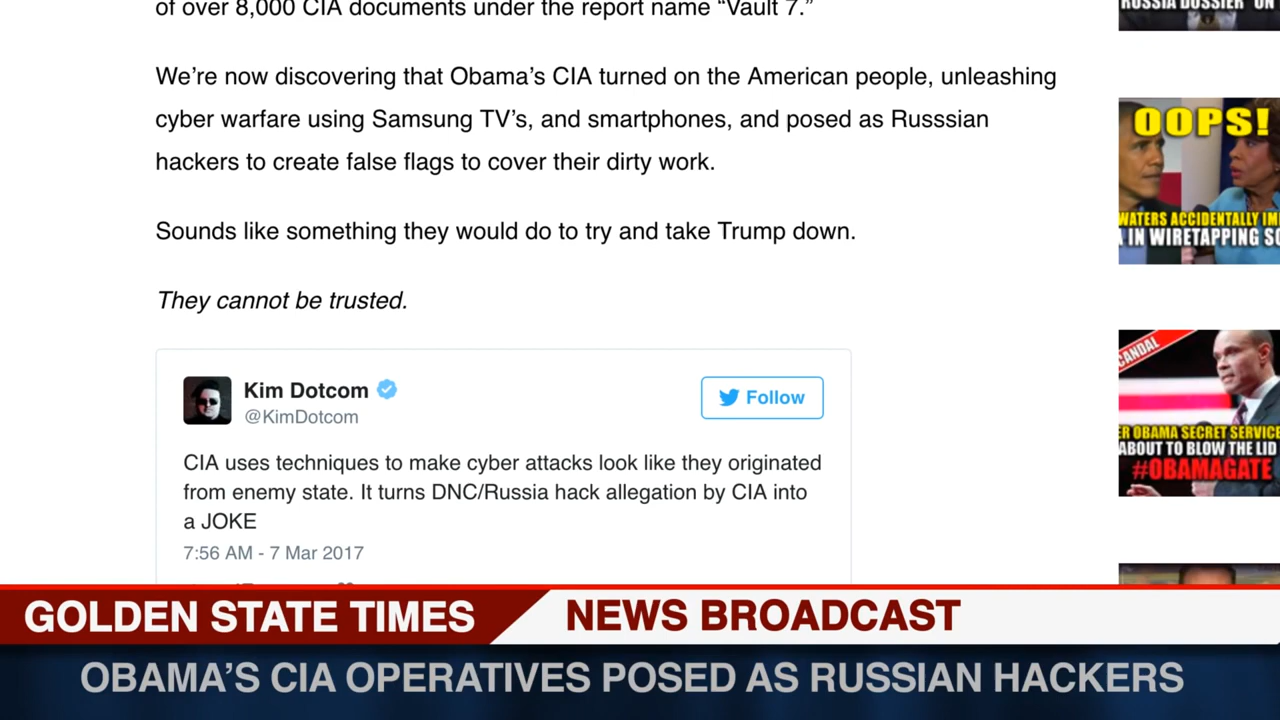 of over 8,000 CIA documents under the report name “Vault 7.”
We’re now discovering that Obama’s CIA turned on the American people, unleashing
cyber warfare using Samsung TV’s, and smartphones, and posed as Russsian
hackers to create false flags to cover their dirty work.
Sounds like something they would do to try and take Trump down.
They cannot be trusted.
Kim Dotcom
@KimDotcom
Follow
CIA uses techniques to make cyber attacks look like they originated
from enemy state. It turns DNC/Russia hack allegation by CIA into
a JOKE
7:56 AM - 7 Mar 2017
RUSSIA DOSSIER" ON
OOPS!
WATERS ACCIDENTALLY IM
IN WIRETAPPING SC
CANDAL
ER OBAMA SECRET SERVICE
ABOUT TO BLOW THE LID
#OBAMAGATE
GOLDEN STATE TIMES
NEWS BROADCAST
OBAMA’S CIA OPERATIVES POSED AS RUSSIAN HACKERS